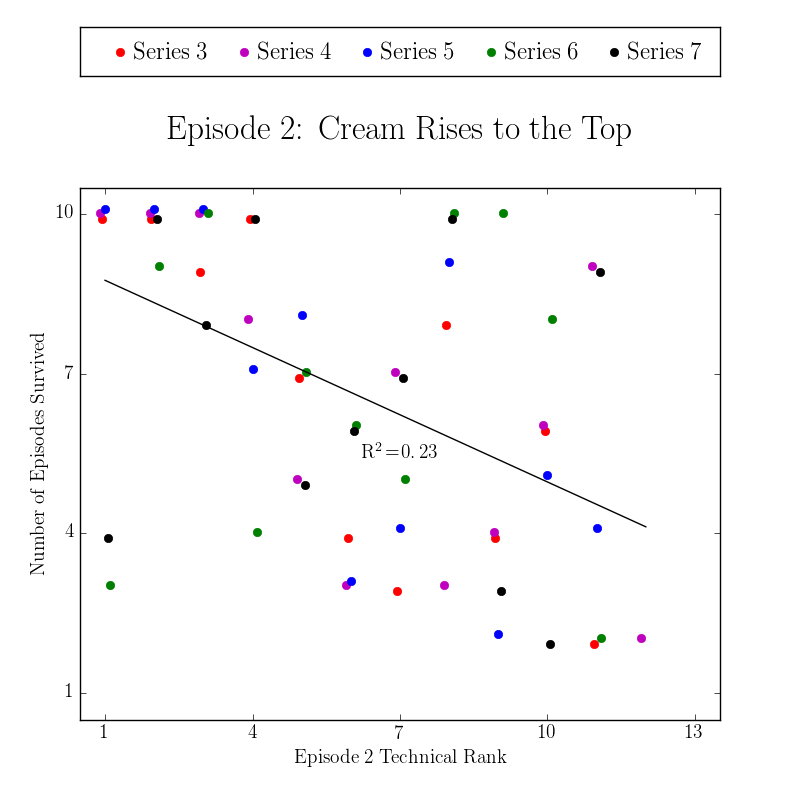 Series 3 Series 4 Series 5 Series 6 Series 7
Episode 2: Cream Rises to the Top
10
7
4
1
Number of Episodes Survived
R²=0.23
1 4 7 10 13
Episode 2 Technical Rank